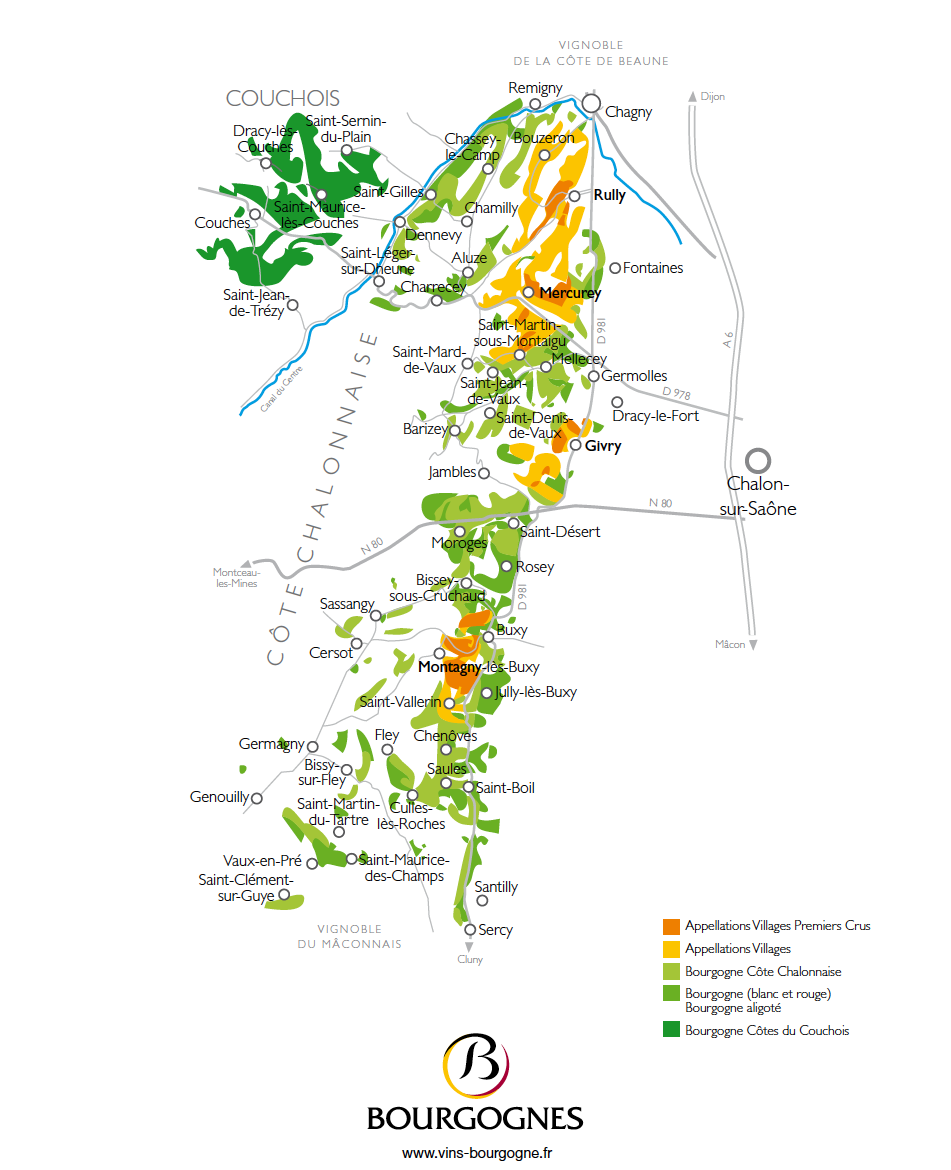 VIGNOBLE
DE LA CÔTE DE BEAUNE
COUCHOIS
Remigny
Chagny
Dijon
Saint-Sernin-
du-Plain
Dracy-lès-
Couches
Chassey-
le-Camp
Bouzeron
Saint-Gilles
Rully
Saint-Maurice-
lès-Couches
Couches
Chamilly
Dennevy
Saint-Léger-
sur-Dheune
Aluze
Fontaines
Charrecey
Mercurey
Saint-Jean-
de-Trézy
Saint-Martin-
sous-Montaigu
D 981
A 6
Saint-Mard-
de-Vaux
Mellecey
Germolles
Canal du Centre
Saint-Jean-
de-Vaux
D 978
Dracy-le-Fort
Barizey
Saint-Denis-
de-Vaux
Givry
CÔTE CHALONNAISE
Jambles
Chalon-
sur-Saône
N 80
Saint-Désert
Moroges
N 80
Montceau-
les-Mines
Rosey
Bissey-
sous-Cruchaud
D 981
Sassangy
Buxy
Cersot
Mâcon
Montagny-lès-Buxy
Jully-lès-Buxy
Saint-Vallerin
Germagny
Fley
Chenôves
Bissy-
sur-Fley
Saules
Saint-Boil
Genouilly
Saint-Martin-
du-Tartre
Culles-
lès-Roches
Vaux-en-Pré
Saint-Maurice-
des-Champs
Saint-Clément-
sur-Guye
Santilly
VIGNOBLE
DU MÂCONNAIS
Sercy
Cluny
Appellations Villages Premiers Crus
Appellations Villages
Bourgogne Côte Chalonnaise
Bourgogne (blanc et rouge)
Bourgogne aligoté
Bourgogne Côtes du Couchois
B
BOURGOGNES
www.vins-bourgogne.fr